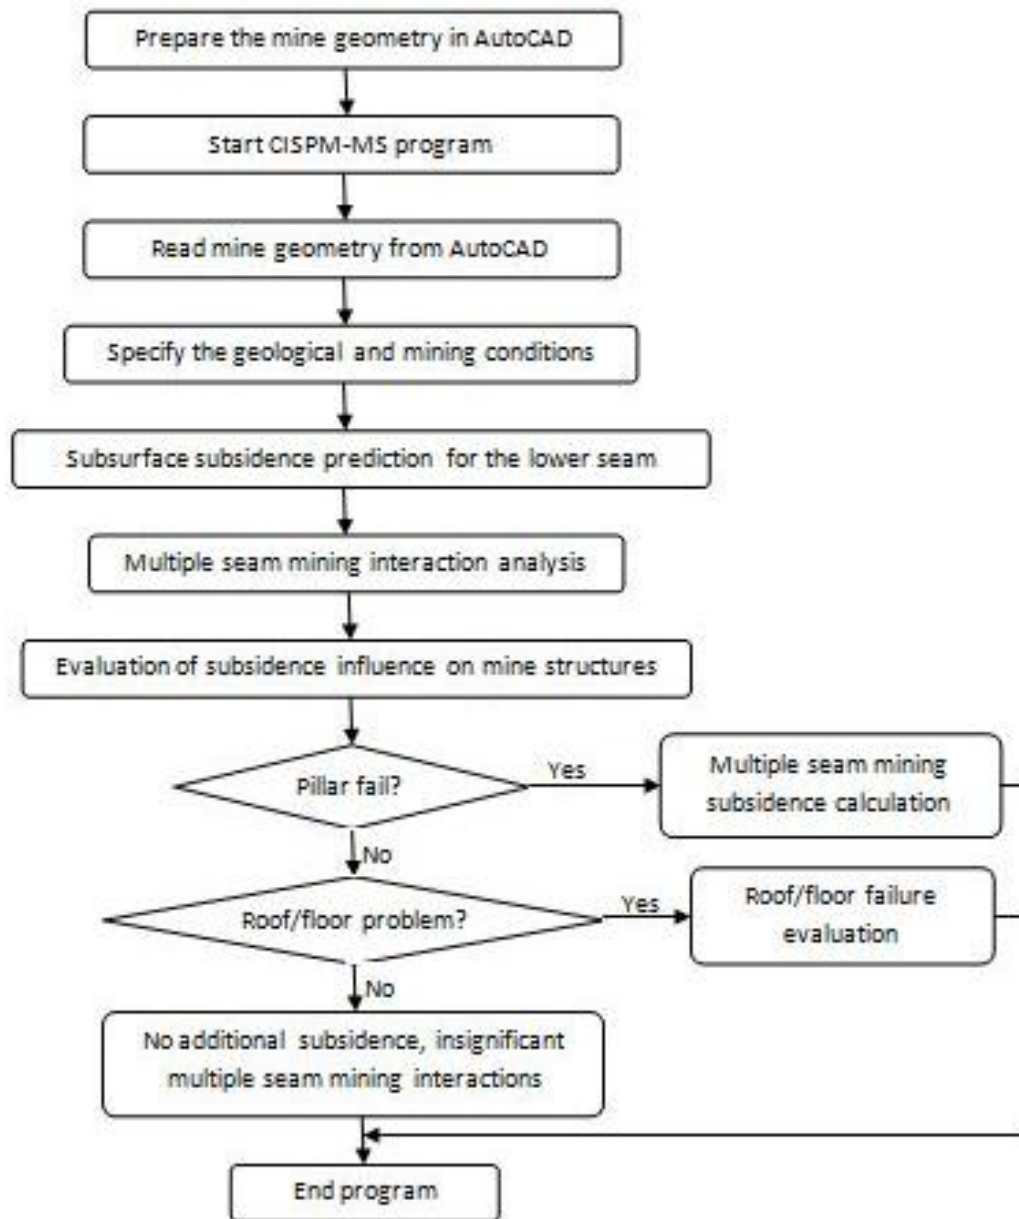 Prepare the mine geometry in AutoCAD
Start CISPM-MS program
Read mine geometry from AutoCAD
Specify the geological and mining conditions
Subsurface subsidence prediction for the lower seam
Multiple seam mining interaction analysis
Evaluation of subsidence influence on mine structures
Pillar fail?
Yes
Multiple seam mining
subsidence calculation
No
Roof/floor problem?
Yes
Roof/floor failure
evaluation
No
No additional subsidence, insignificant
multiple seam mining interactions
End program